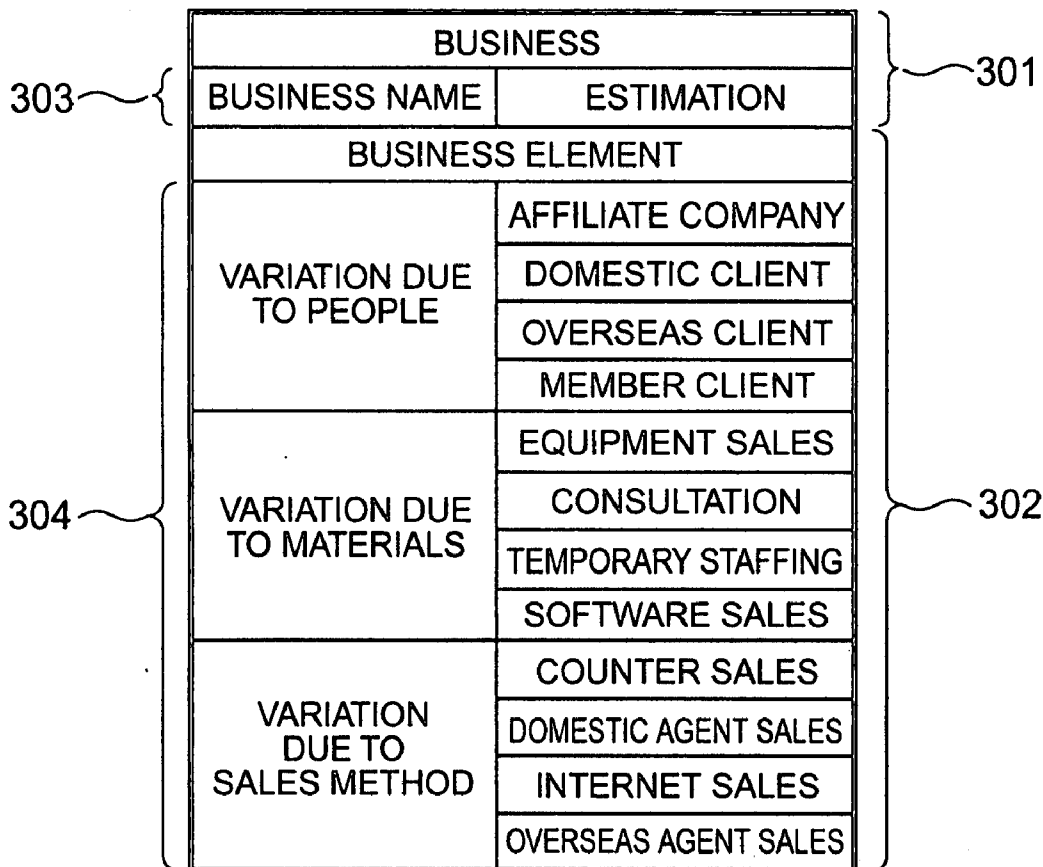 BUSINESS
301
303
BUSINESS NAME
ESTIMATION
BUSINESS ELEMENT
VARIATION DUE
TO PEOPLE
AFFILIATE COMPANY
DOMESTIC CLIENT
OVERSEAS CLIENT
MEMBER CLIENT
304
VARIATION DUE
TO MATERIALS
EQUIPMENT SALES
CONSULTATION
TEMPORARY STAFFING
SOFTWARE SALES
302
VARIATION
DUE TO
SALES METHOD
COUNTER SALES
DOMESTIC AGENT SALES
INTERNET SALES
OVERSEAS AGENT SALES